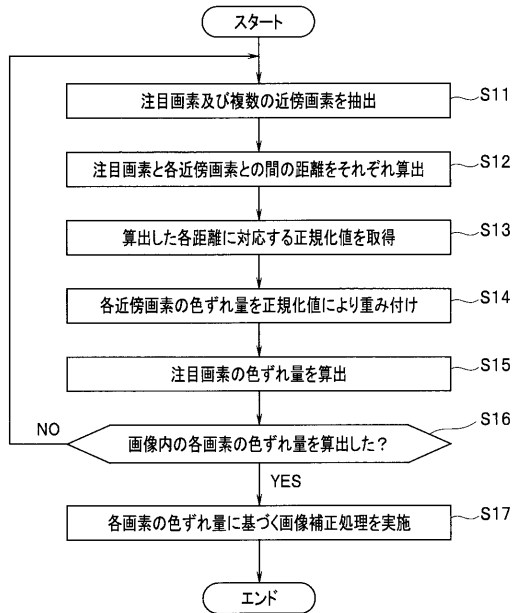 スタート
注目画素及び複数の近傍画素を抽出
S11
注目画素と各近傍画素との間の距離をそれぞれ算出
S12
算出した各距離に対応する正規化値を取得
S13
各近傍画素の色ずれ量を正規化値により重み付け
S14
注目画素の色ずれ量を算出
S15
画像内の各画素の色ずれ量を算出した?
S16
NO
YES
各画素の色ずれ量に基づく画像補正処理を実施
S17
エンド